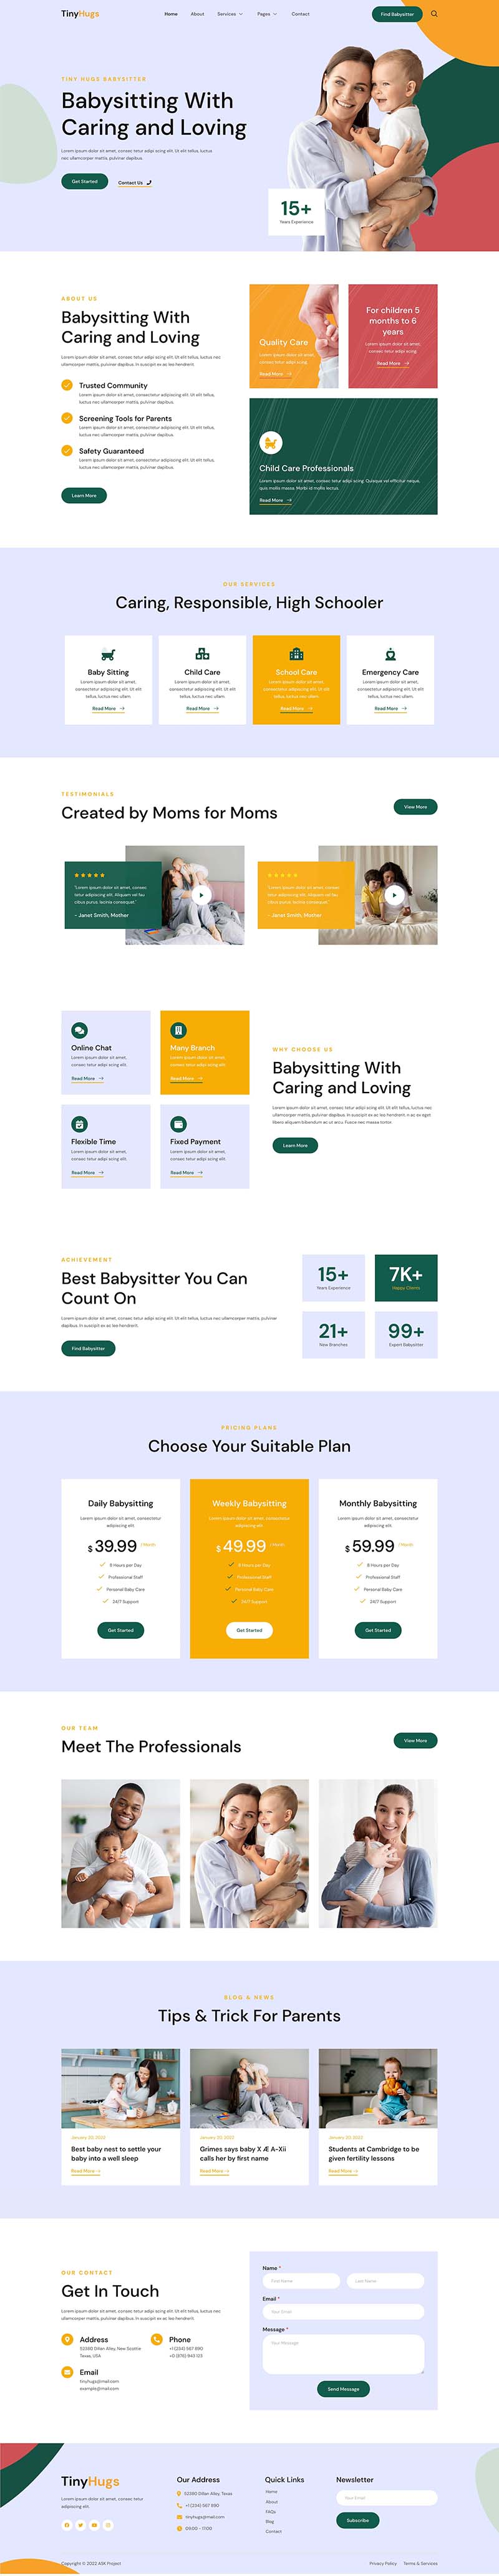 TinyHugs
Home About Services Pages Contact
Find Babysitter
TINY HUGS BABYSITTER
Babysitting With
Caring and Loving
Lorem ipsum dolor sit amet, consec tetur adipi scing elit. Ut elit tellus, luctus
nec ullamcorper mattis, pulvinar dapibus.
Get Started
Contact Us
15+
Years Experience
ABOUT US
Babysitting With
Caring and Loving
Lorem ipsum dolor sit amet, consec tetur adipi scing elit. Ut elit tellus, luctus nec
ullamcorper mattis, pulvinar dapibus. In suscipit ex ac leo hendrerit.
Trusted Community
Lorem ipsum dolor sit amet, consectetur adipiscing elit. Ut elit tellus,
luctus nec ullamcorper mattis, pulvinar dapibus.
Screening Tools for Parents
Lorem ipsum dolor sit amet, consectetur adipiscing elit. Ut elit tellus,
luctus nec ullamcorper mattis, pulvinar dapibus.
Safety Guaranteed
Lorem ipsum dolor sit amet, consectetur adipiscing elit. Ut elit tellus,
luctus nec ullamcorper mattis, pulvinar dapibus.
Learn More
Quality Care
Lorem ipsum dolor sit amet,
consec tetur adipi scing.
Read More
For children 5
months to 6
years
Lorem ipsum dolor sit amet,
consec tetur adipi scing.
Read More
Child Care Professionals
Lorem ipsum dolor sit amet, consec tetur adipi scing. Quisque vel efficitur neque,
quis mollis massa. Morbi id mollis lectus.
Read More
OUR SERVICES
Caring, Responsible, High Schooler
Baby Sitting
Lorem ipsum dolor sit amet,
consectetur adipiscing elit. Ut elit
tellus, luctus nec ullam.
Read More
Child Care
Lorem ipsum dolor sit amet,
consectetur adipiscing elit. Ut elit
tellus, luctus nec ullam.
Read More
School Care
Lorem ipsum dolor sit amet,
consectetur adipiscing elit. Ut elit
tellus, luctus nec ullam.
Read More
Emergency Care
Lorem ipsum dolor sit amet,
consectetur adipiscing elit. Ut elit
tellus, luctus nec ullam.
Read More
TESTIMONIALS
Created by Moms for Moms
View More
"Lorem ipsum dolor sit amet, consec
tetur adipiscing elit. Aliquam vel fau
cibus purus, lacinia consequat."
- Janet Smith, Mother
"Lorem ipsum dolor sit amet, consec
tetur adipiscing elit. Aliquam vel fau
cibus purus, lacinia consequat."
- Janet Smith, Mother
Online Chat
Lorem ipsum dolor sit amet,
consec tetur adipi scing elit.
Read More
Many Branch
Lorem ipsum dolor sit amet,
consec tetur adipi scing elit.
Read More
Flexible Time
Lorem ipsum dolor sit amet,
consec tetur adipi scing elit.
Read More
Fixed Payment
Lorem ipsum dolor sit amet,
consec tetur adipi scing elit.
Read More
WHY CHOOSE US
Babysitting With
Caring and Loving
Lorem ipsum dolor sit amet, consec tetur adipi scing elit. Ut elit tellus, luctus nec
ullamcorper mattis, pulvinar dapibus. In suscipit ex ac leo hendrerit.
Learn More
ACHIEVEMENT
Best Babysitter You Can
Count On
Lorem ipsum dolor sit amet, consec tetur adipi scing elit. Ut elit tellus, luctus nec ullamcorper mattis, pulvinar
dapibus. In suscipit ex ac leo hendrerit.
Find Babysitter
15+
Years Experience
7K+
Happy Clients
21+
New Branches
99+
Expert Babysitter
PRICING PLANS
Choose Your Suitable Plan
Daily Babysitting
Lorem ipsum dolor sit amet, consectetur
adipiscing elit.
$ 39.99 / Month
8 Hours per Day
Professional Staff
Personal Baby Care
24/7 Support
Get Started
Weekly Babysitting
Lorem ipsum dolor sit amet, consectetur
adipiscing elit.
$ 49.99 / Month
8 Hours per Day
Professional Staff
Personal Baby Care
24/7 Support
Get Started
Monthly Babysitting
Lorem ipsum dolor sit amet, consectetur
adipiscing elit.
$ 59.99 / Month
8 Hours per Day
Professional Staff
Personal Baby Care
24/7 Support
Get Started
OUR TEAM
Meet The Professionals
View More
BLOG & NEWS
Tips & Trick For Parents
January 20, 2022
Best baby nest to settle your
baby into a well sleep
Read More
January 20, 2022
Grimes says baby X Æ A-Xii
calls her by first name
Read More
January 20, 2022
Students at Cambridge to be
given fertility lessons
Read More
OUR CONTACT
Get In Touch
Lorem ipsum dolor sit amet, consec tetur adipi scing elit. Ut elit tellus, luctus nec
ullamcorper mattis, pulvinar dapibus. In suscipit ex ac leo hendrerit.
Address
52380 Gillan Alley, New Scottie
Texas, USA
Phone
+1 (234) 567 890
+0 (876) 943 123
Email
tinyhugs@mail.com
example@mail.com
Name *
First Name
Last Name
Email *
Your Email
Message *
Your Message
Send Message
TinyHugs
Lorem ipsum dolor sit amet, consec tetur
adipiscing elit.
Our Address
52380 Gillan Alley, Texas
+1 (234) 567 890
tinyhugs@mail.com
09:00 - 17:00
Quick Links
Home
About
FAQs
Blog
Contact
Newsletter
Your Email
Subscribe
Copyright © 2022 ASK Project
Privacy Policy
Terms & Services